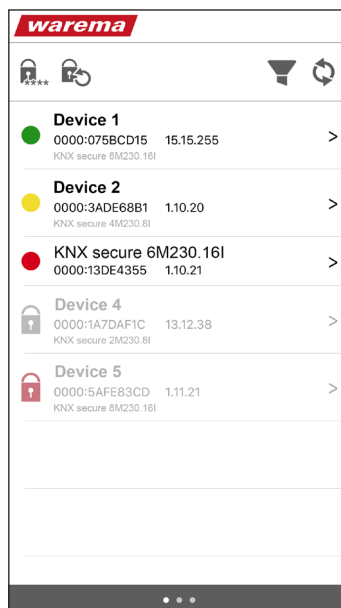 warema
****
Device 1
0000:075BCD15 15.15.255
KNX secure 8M230.16I
>
Device 2
0000:3ADE68B1 1.10.20
KNX secure 4M230.8I
>
KNX secure 6M230.16I
0000:13DE4355 1.10.21
>
Device 4
0000:1A7DAF1C 13.12.38
KNX secure 2M230.8I
>
Device 5
0000:5AFE83CD 1.11.21
KNX secure 8M230.16I
>